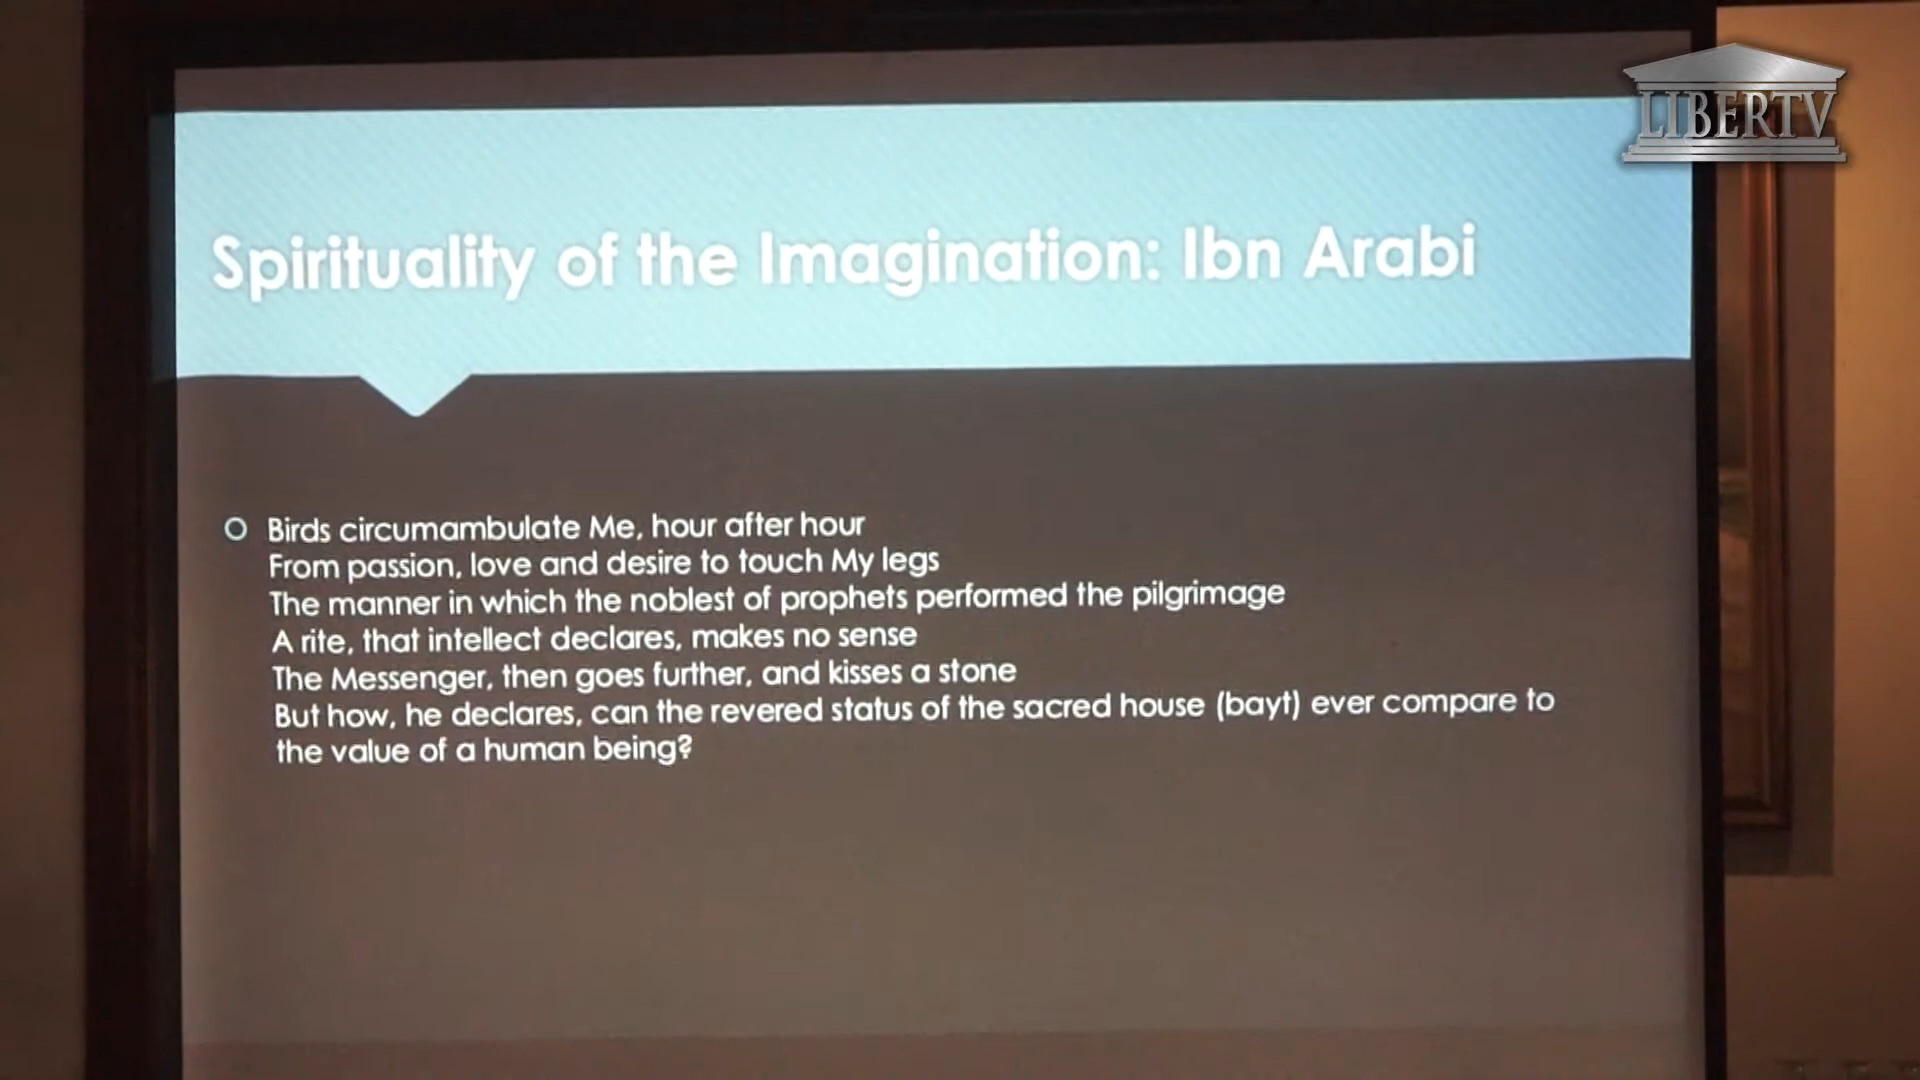 LIBERTV
Spirituality of the Imagination: Ibn Arabi
Birds circumambulate Me, hour after hour
From passion, love and desire to touch My legs
The manner in which the noblest of prophets performed the pilgrimage
A rite, that intellect declares, makes no sense
The Messenger, then goes further, and kisses a stone
But how, he declares, can the revered status of the sacred house (bayt) ever compare to
the value of a human being?